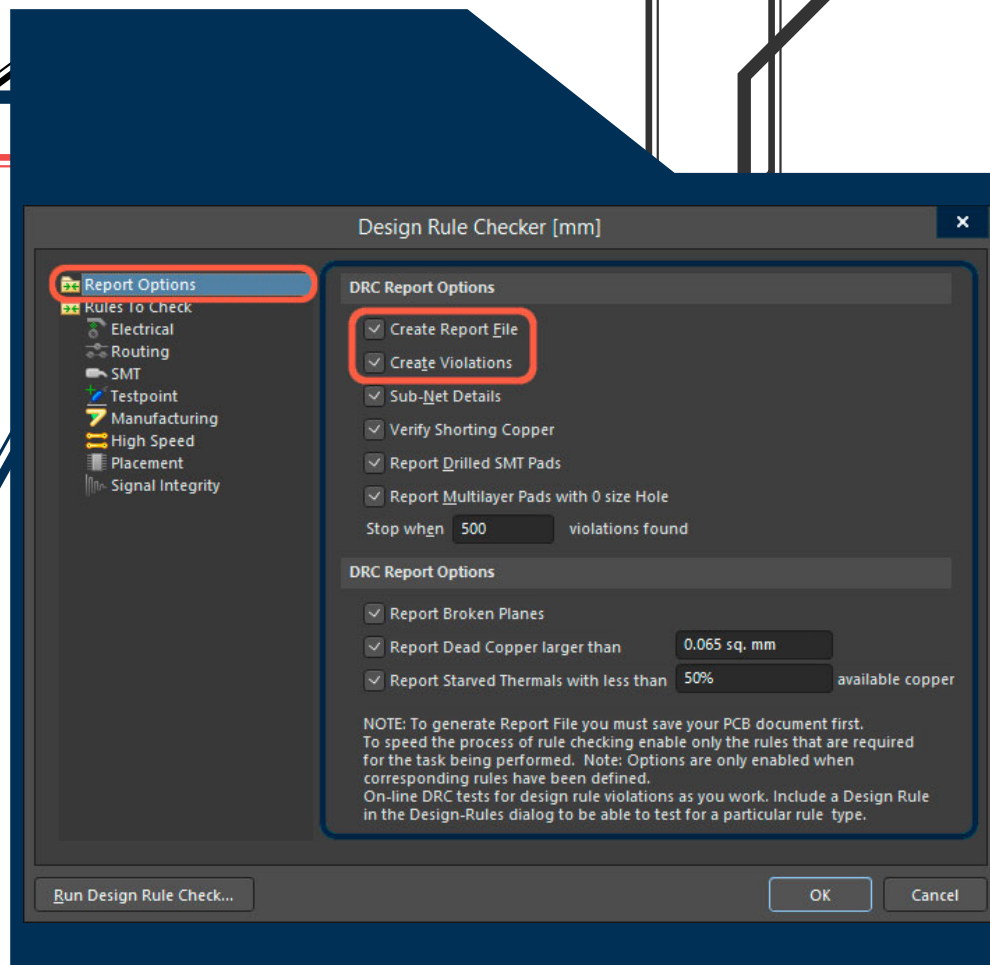 Design Rule Checker [mm]
Report Options
Rules To Check
Electrical
Routing
SMT
Testpoint
Manufacturing
High Speed
Placement
Signal Integrity
DRC Report Options
Create Report File
Create Violations
Sub-Net Details
Verify Shorting Copper
Report Drilled SMT Pads
Report Multilayer Pads with 0 size Hole
Stop when 500 violations found
DRC Report Options
Report Broken Planes
Report Dead Copper larger than 0.065 sq. mm
Report Starved Thermals with less than 50% available copper
NOTE: To generate Report File you must save your PCB document first.
To speed the process of rule checking enable only the rules that are required
for the task being performed. Note: Options are only enabled when
corresponding rules have been defined.
On-line DRC tests for design rule violations as you work. Include a Design Rule
in the Design-Rules dialog to be able to test for a particular rule type.
Run Design Rule Check...
OK
Cancel